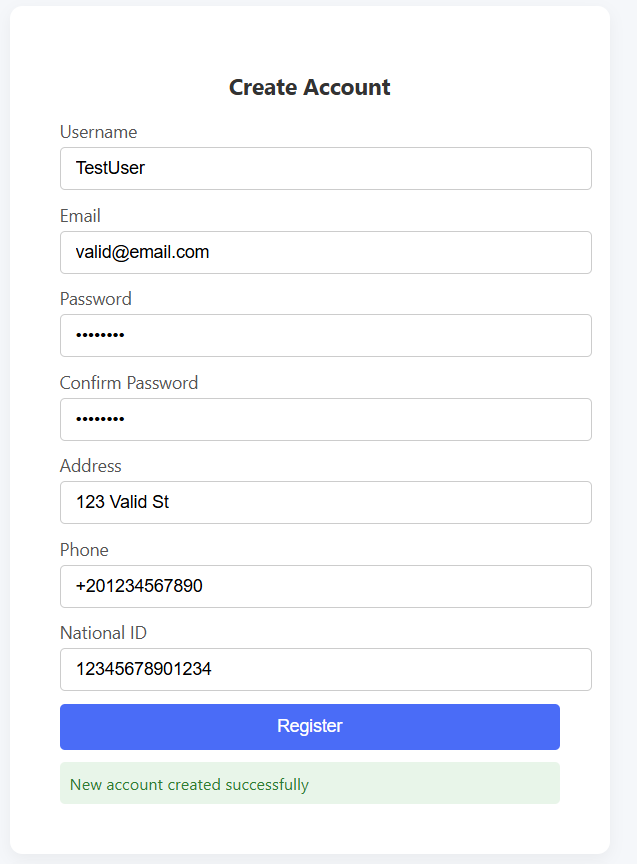 Create Account
Username
TestUser
Email
valid@email.com
Password
••••••••
Confirm Password
••••••••
Address
123 Valid St
Phone
+201234567890
National ID
12345678901234
Register
New account created successfully